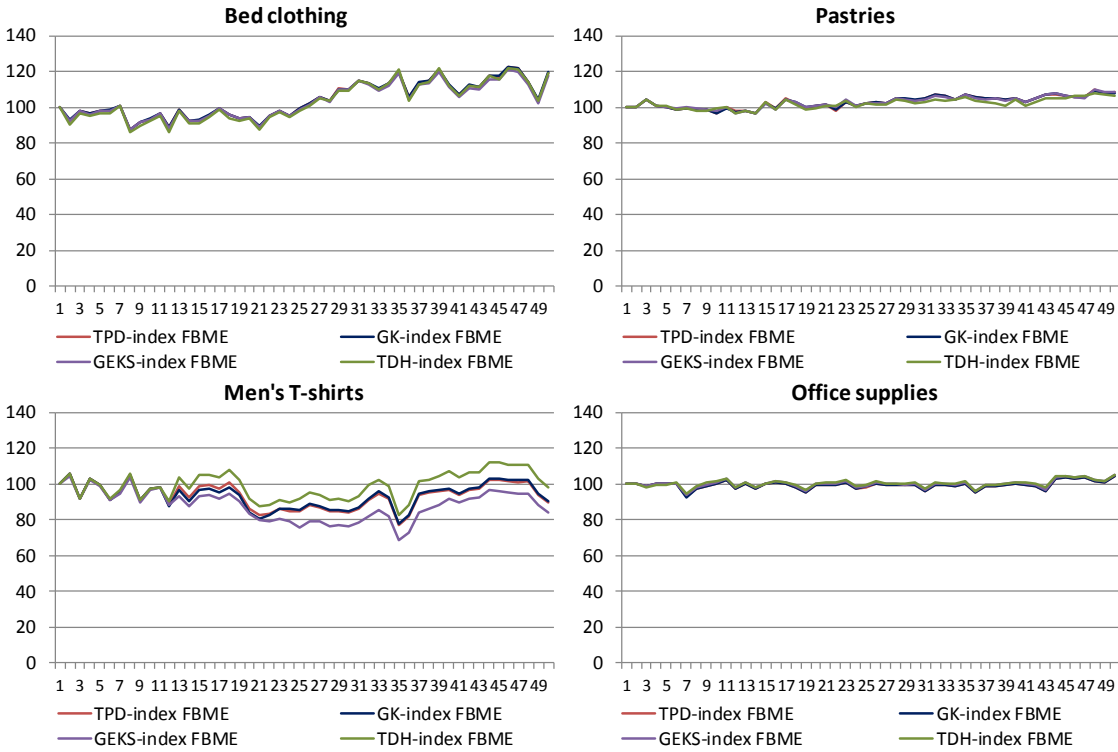 Bed clothing
140
120
100
80
60
40
20
0
1 3 5 7 9 11 13 15 17 19 21 23 25 27 29 31 33 35 37 39 41 43 45 47 49
TPD-index FBME GK-index FBME
GEKS-index FBME TDH-index FBME
Pastries
140
120
100
80
60
40
20
0
1 3 5 7 9 11 13 15 17 19 21 23 25 27 29 31 33 35 37 39 41 43 45 47 49
TPD-index FBME GK-index FBME
GEKS-index FBME TDH-index FBME
Men's T-shirts
140
120
100
80
60
40
20
0
1 3 5 7 9 11 13 15 17 19 21 23 25 27 29 31 33 35 37 39 41 43 45 47 49
TPD-index FBME GK-index FBME
GEKS-index FBME TDH-index FBME
Office supplies
140
120
100
80
60
40
20
0
1 3 5 7 9 11 13 15 17 19 21 23 25 27 29 31 33 35 37 39 41 43 45 47 49
TPD-index FBME GK-index FBME
GEKS-index FBME TDH-index FBME